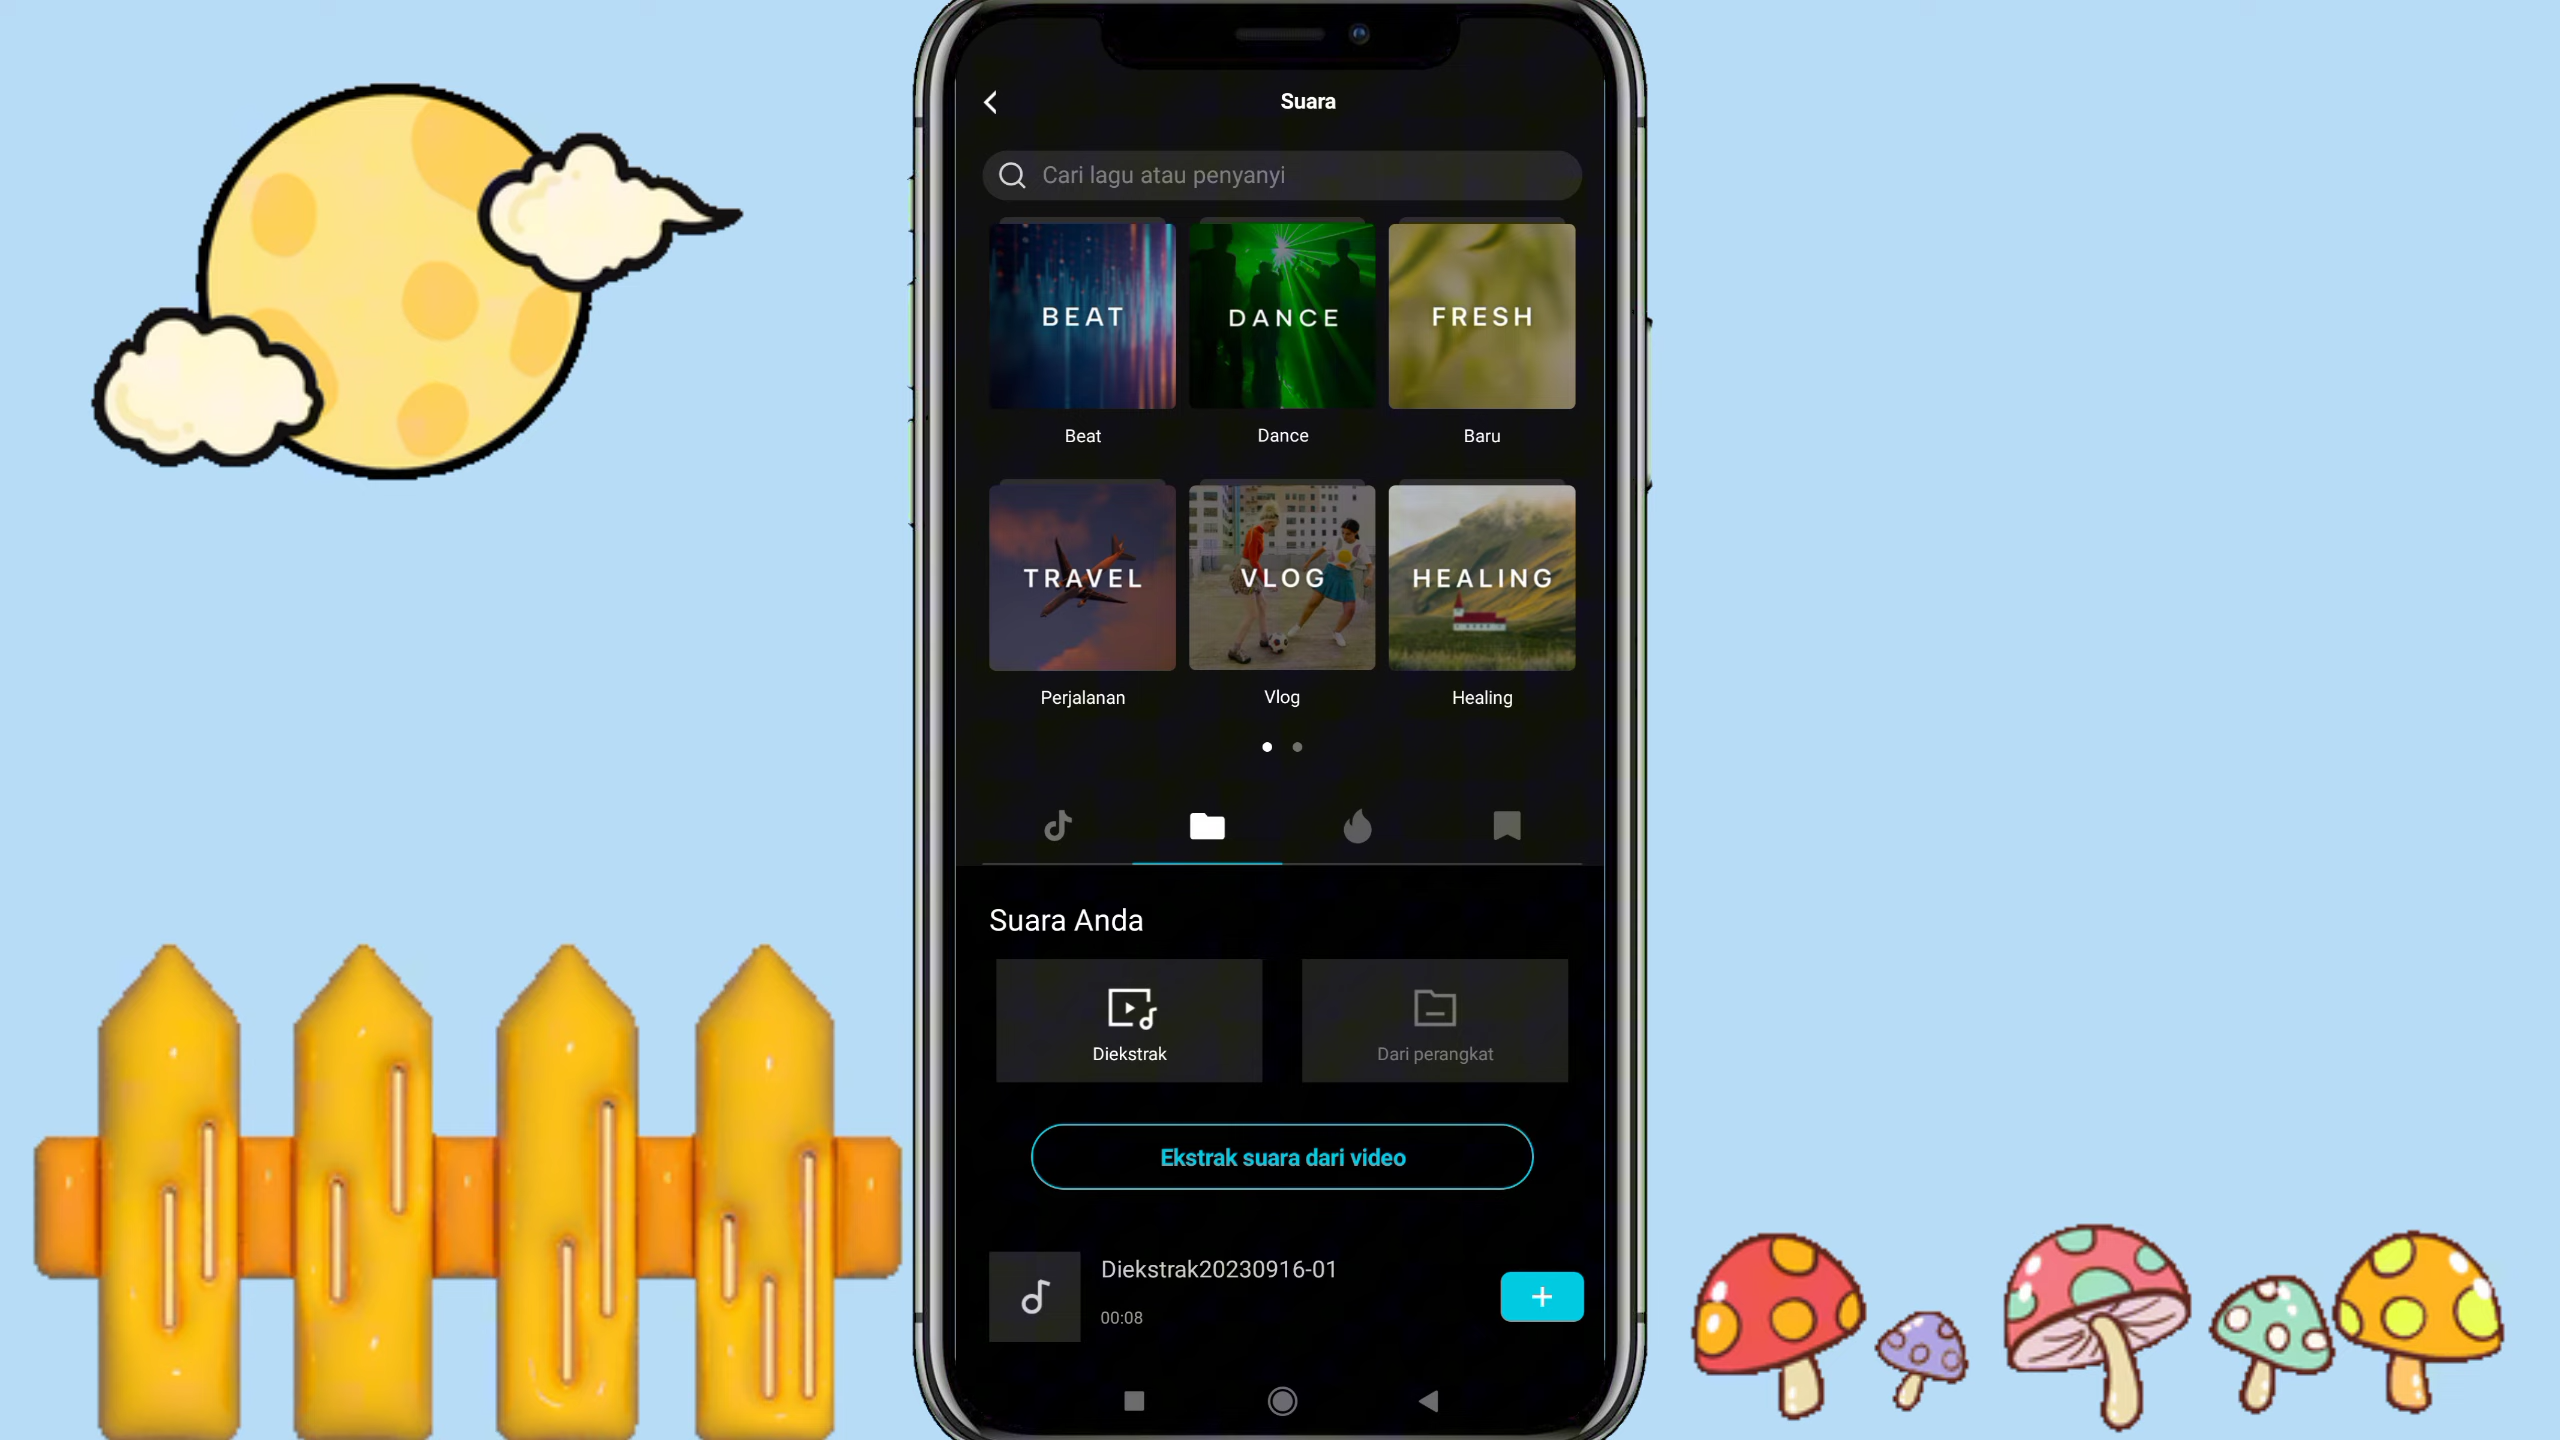 Suara
Cari lagu atau penyanyi
BEAT
DANCE
FRESH
Beat
Dance
Baru
TRAVEL
VLOG
HEALING
Perjalanan
Vlog
Healing
Suara Anda
Diekstrak
Dari perangkat
Ekstrak suara dari video
Diekstrak20230916-01
00:08